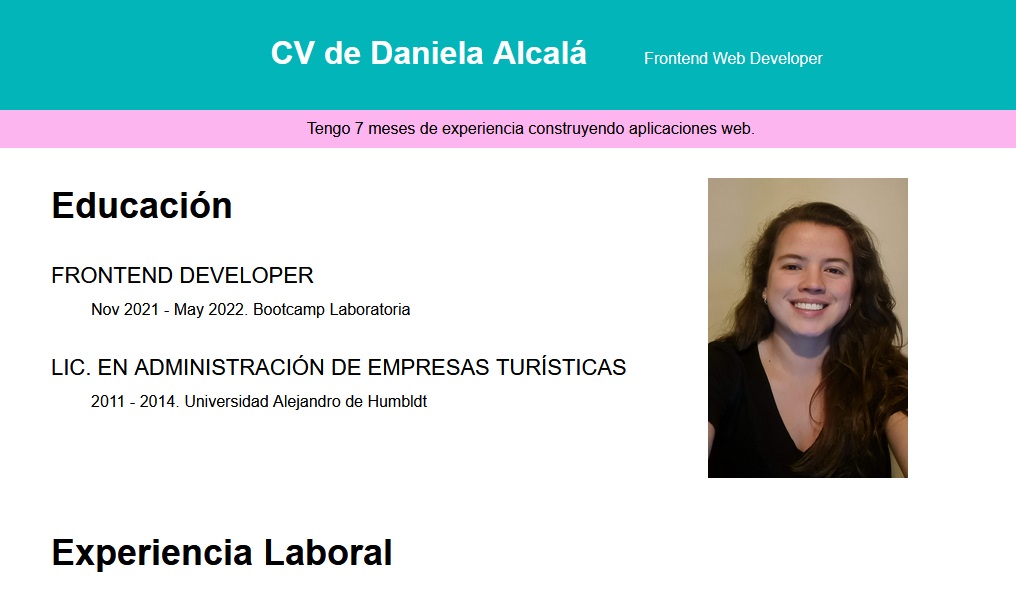 CV de Daniela Alcalá
Frontend Web Developer
Tengo 7 meses de experiencia construyendo aplicaciones web.
Educación
FRONTEND DEVELOPER
Nov 2021 - May 2022. Bootcamp Laboratoria
LIC. EN ADMINISTRACIÓN DE EMPRESAS TURÍSTICAS
2011 - 2014. Universidad Alejandro de Humbldt
Experiencia Laboral